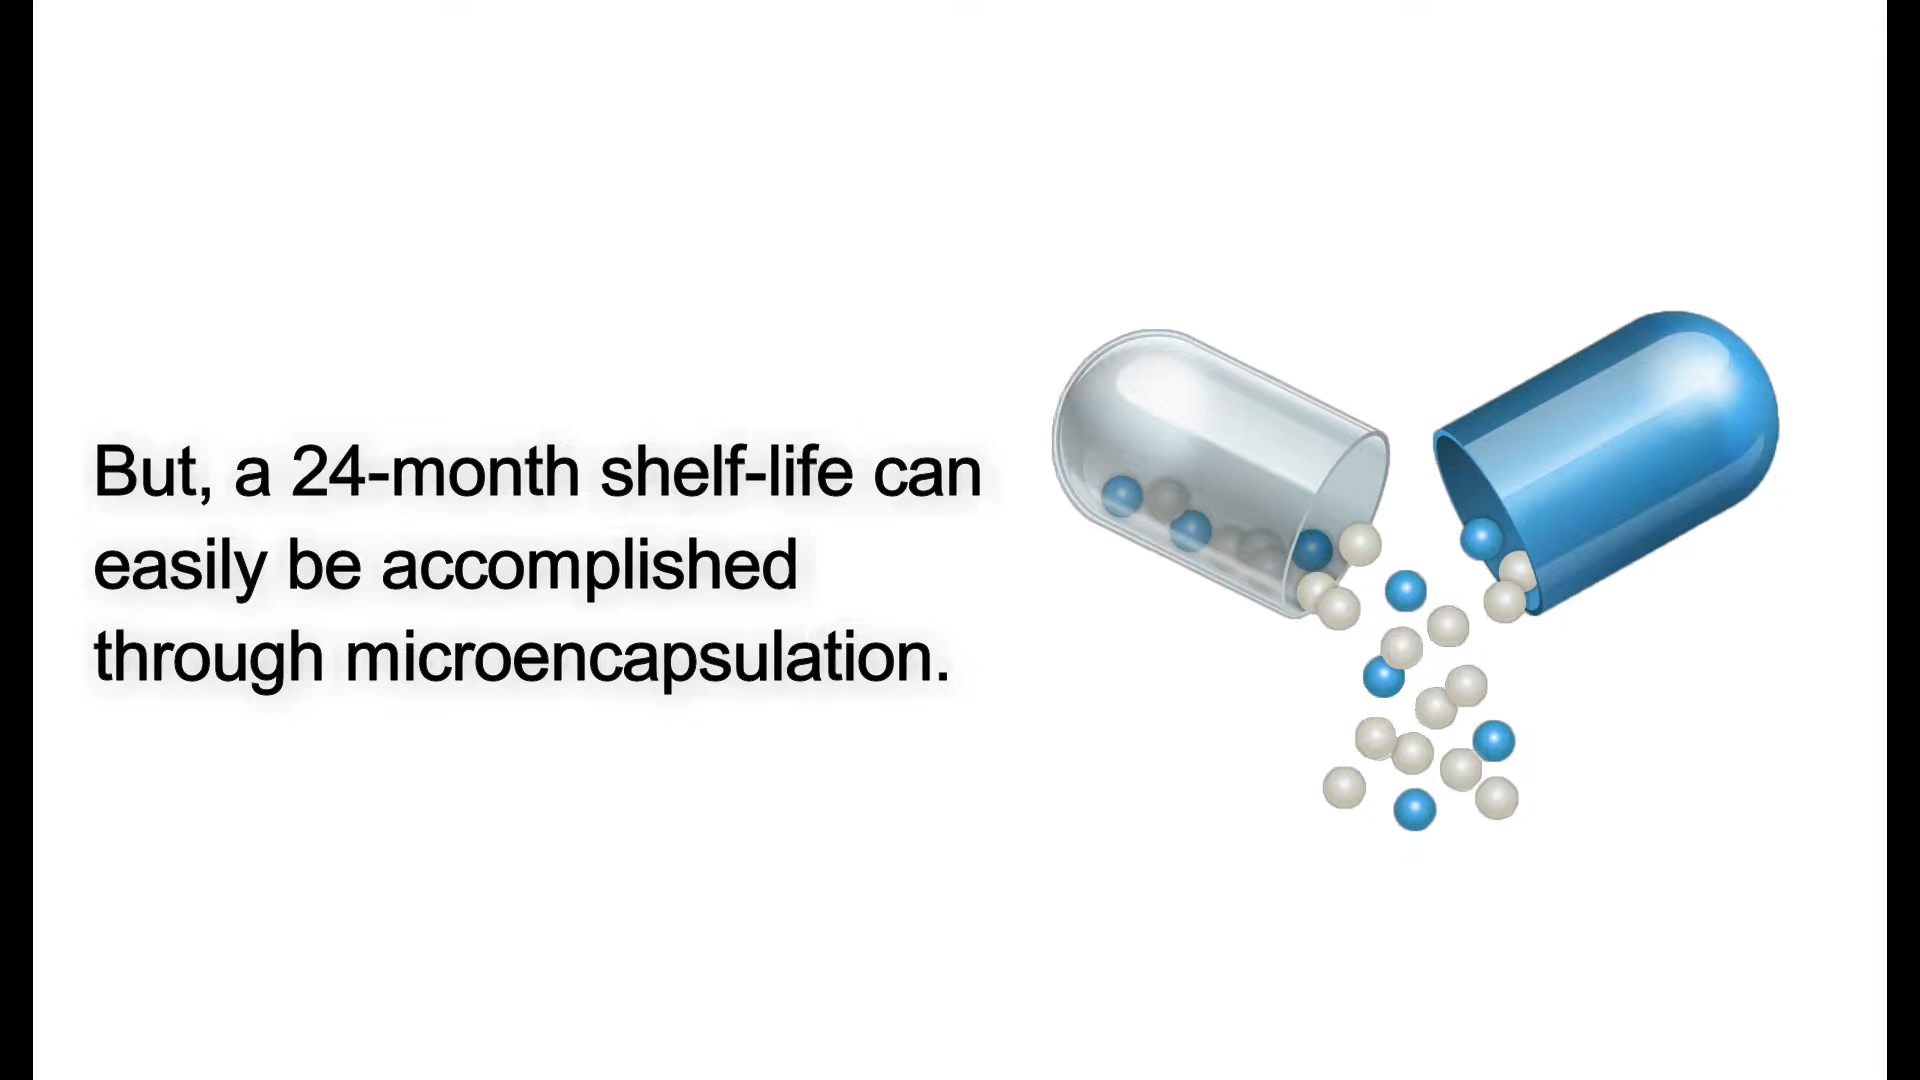 But, a 24-month shelf-life can
easily be accomplished
through microencapsulation.